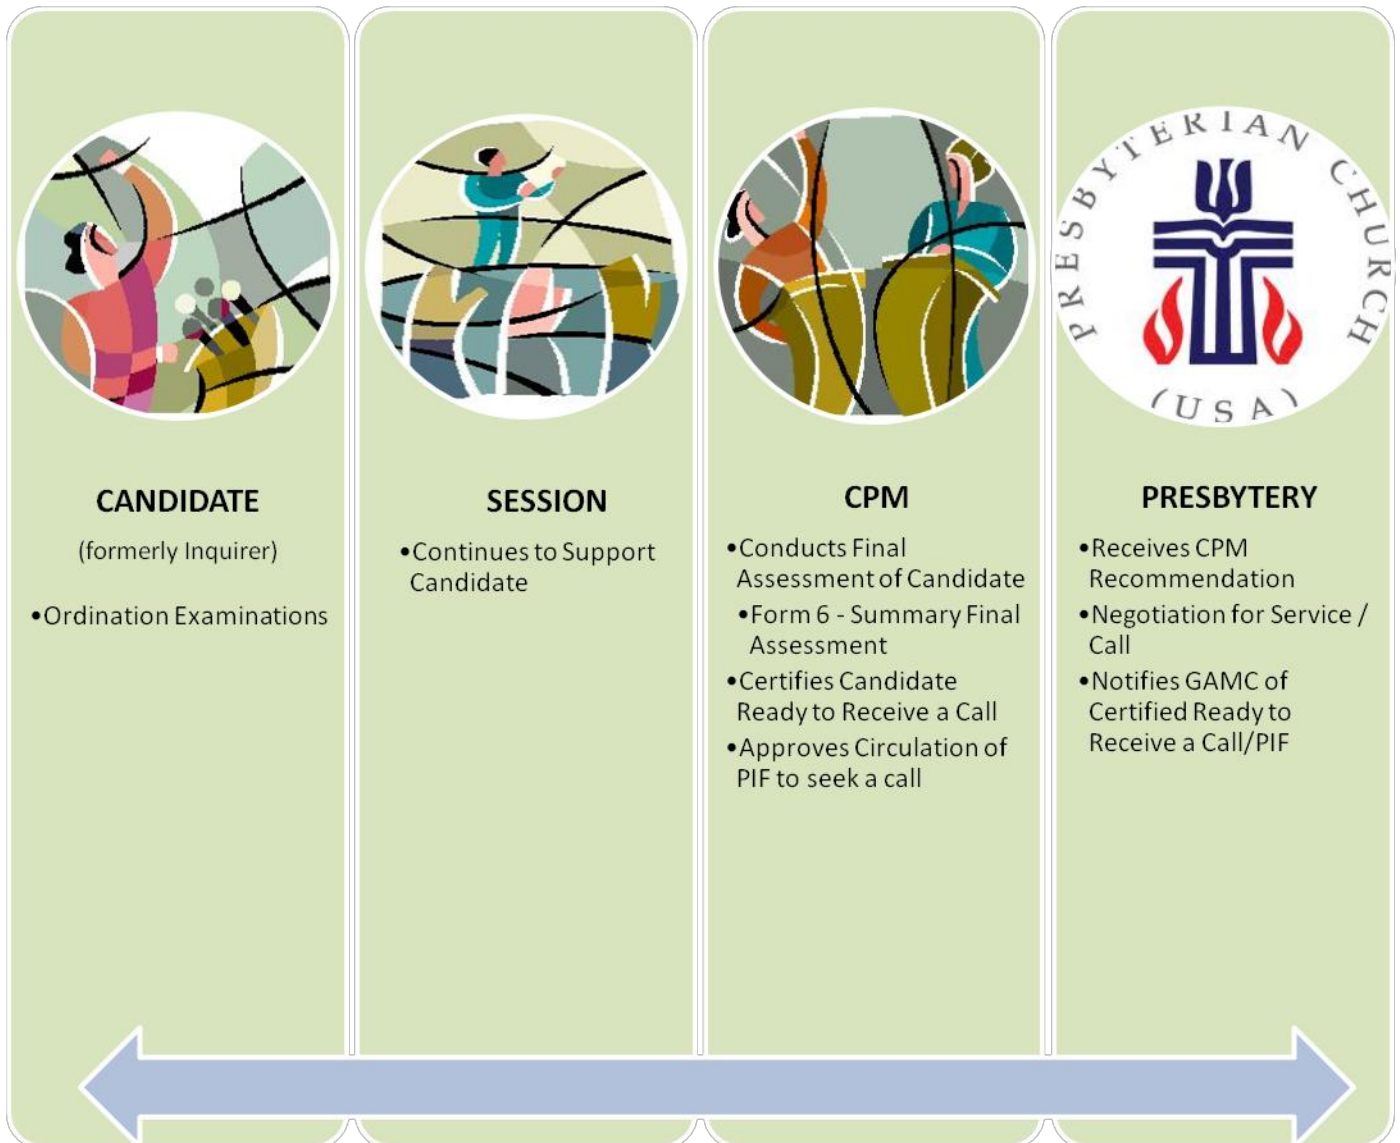 PRESBYTERIAN CHURCH
(USA)
CANDIDATE
(formerly Inquirer)
•Ordination Examinations
SESSION
•Continues to Support
Candidate
CPM
•Conducts Final
Assessment of Candidate
•Form 6 - Summary Final
Assessment
•Certifies Candidate
Ready to Receive a Call
•Approves Circulation of
PIF to seek a call
PRESBYTERY
•Receives CPM
Recommendation
•Negotiation for Service /
Call
•Notifies GAMC of
Certified Ready to
Receive a Call/PIF